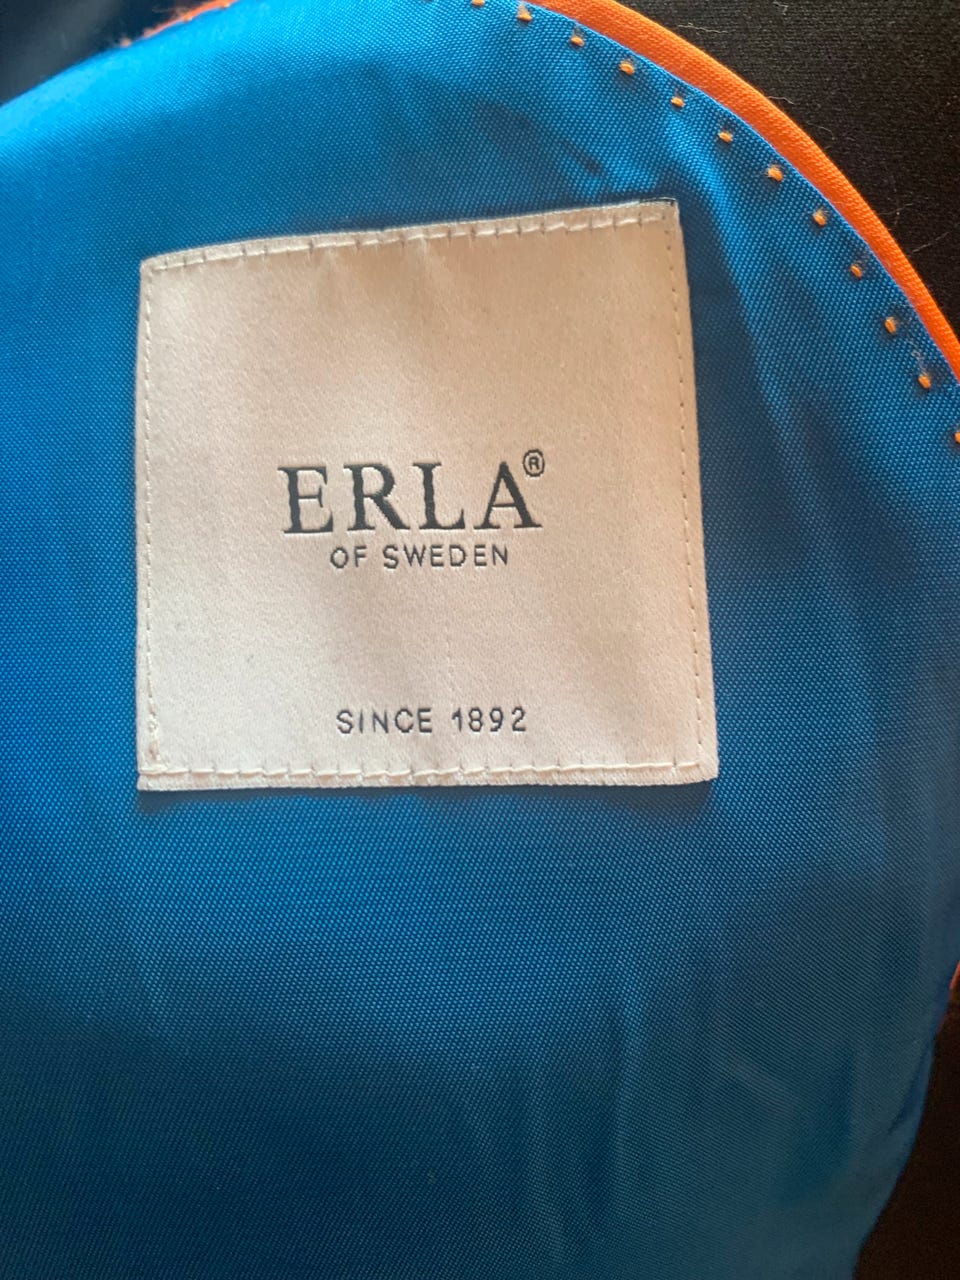 ERLA®
OF SWEDEN
SINCE 1892